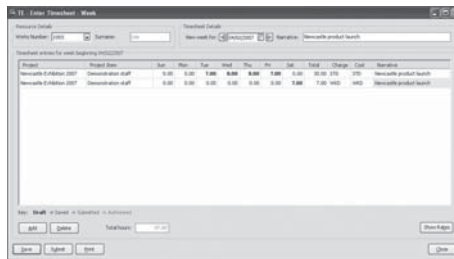 TE - Enter Timesheet - Week
Resource Details
Timesheet Details
Works Number:
Surname:
View week for: 04/02/2007
Narrative: Newcastle product launch
Timesheet entries for week beginning 04/02/2007
Project Project Item Sun Mon Tue Wed Thu Fri Sat Total Charge Cost Narrative
Newcastle Exhibition 2007 Demonstration staff 0.00 0.00 7.00 8.00 8.00 7.00 0.00 30.00 STD STD Newcastle product launch
Newcastle Exhibition 2007 Demonstration staff 0.00 0.00 0.00 0.00 0.00 0.00 7.00 7.00 WKD WKD Newcastle product launch
Key: Draft Saved Submitted Authorised
Add Delete Total hours: 37.00
Show Rates
Save Submit Print Close